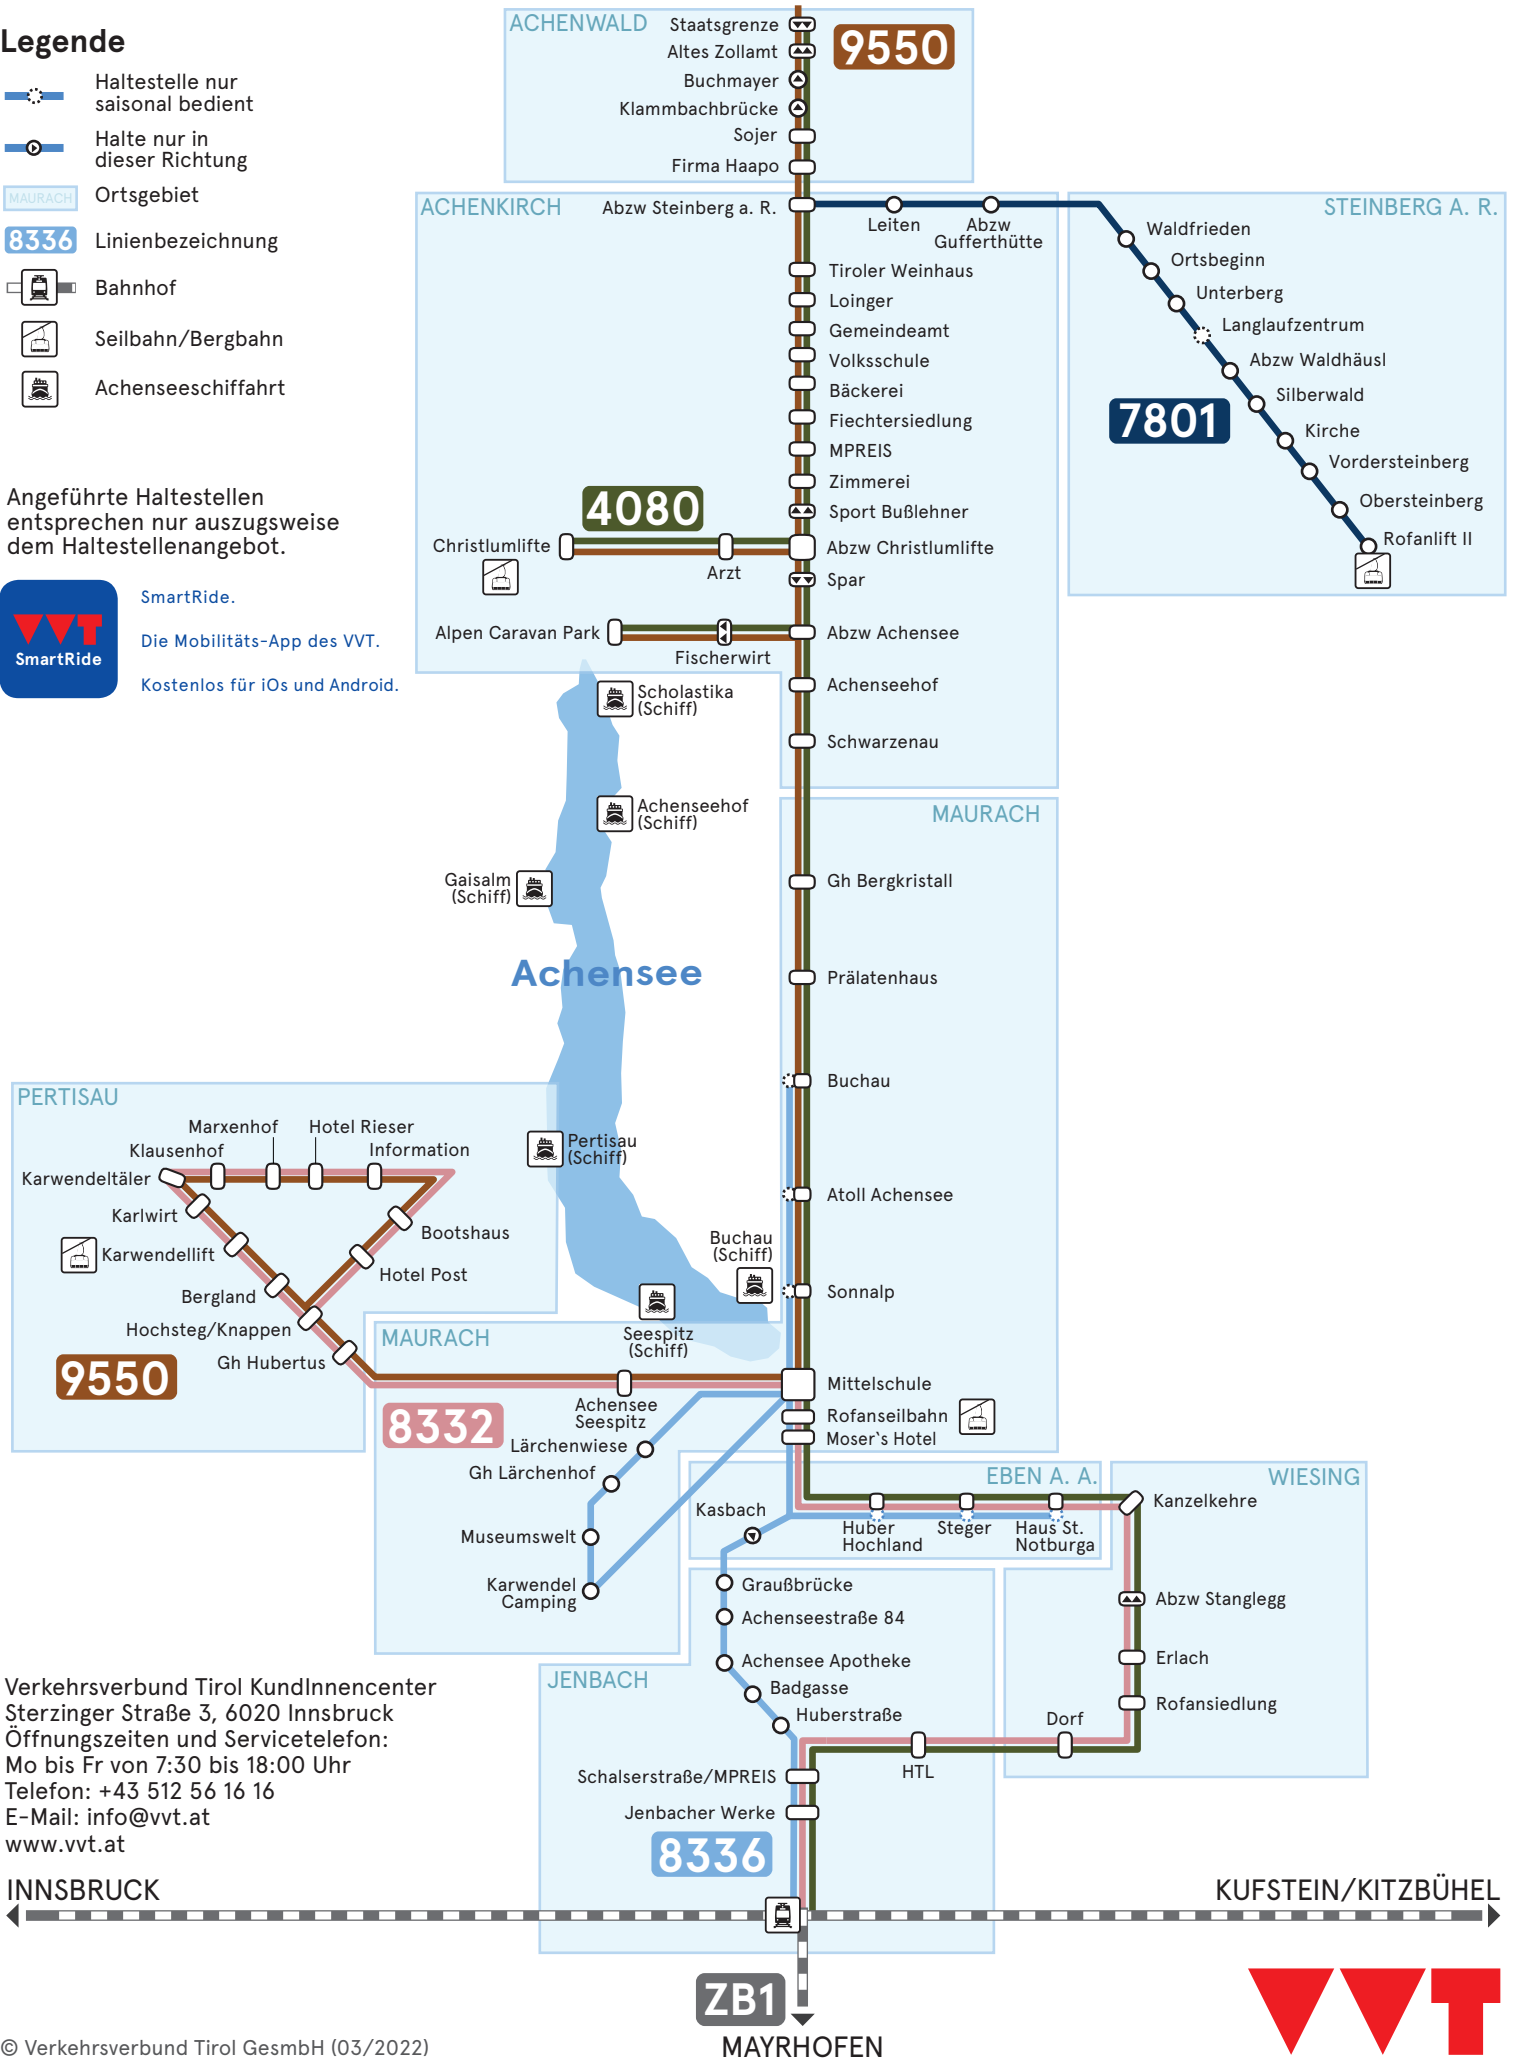 Legende
Haltestelle nur
saisonal bedient
Halte nur in
dieser Richtung
MAURACH
Ortsgebiet
8336
Linienbezeichnung
Bahnhof
Seilbahn/Bergbahn
Achenseeschiffahrt
Angeführte Haltestellen
entsprechen nur auszugsweise
dem Haltestellenangebot.
VVT
SmartRide
SmartRide.
Die Mobilitäts-App des VVT.
Kostenlos für iOs und Android.
ACHENWALD
Staatsgrenze
9550
Altes Zollamt
Buchmayer
Klammbachbrücke
Sojer
Firma Haapo
ACHENKIRCH
Abzw Steinberg a. R.
Leiten
Abzw
Gufferthütte
STEINBERG A. R.
Waldfrieden
Ortsbeginn
Unterberg
Langlaufzentrum
Abzw Waldhäusl
Silberwald
Kirche
Vordersteinberg
Obersteinberg
Rofanlift II
7801
Tiroler Weinhaus
Loinger
Gemeindeamt
Volksschule
Bäckerei
Fiechtersiedlung
MPREIS
Zimmerei
Sport Bußlehner
4080
Christlumlifte
Arzt
Abzw Christlumlifte
Spar
Alpen Caravan Park
Fischerwirt
Abzw Achensee
Achenseehof
Schwarzenau
Scholastika
(Schiff)
Achenseehof
(Schiff)
Gaisalm
(Schiff)
Achensee
MAURACH
Gh Bergkristall
Prälatenhaus
Buchau
Atoll Achensee
Sonnalp
Buchau
(Schiff)
Pertisau
(Schiff)
Seespitz
(Schiff)
PERTISAU
Marxenhof
Hotel Rieser
Klausenhof
Information
Karwendeltäler
Karlwirt
Bootshaus
Karwendellift
Hotel Post
Bergland
Hochsteg/Knappen
Gh Hubertus
9550
MAURACH
Mittelschule
Achensee
Seespitz
8332
Rofanseilbahn
Moser's Hotel
Lärchenwiese
Gh Lärchenhof
Museumswelt
Karwendel
Camping
EBEN A. A.
Kasbach
Huber
Hochland
Steger
Haus St.
Notburga
WIESING
Kanzelkehre
Abzw Stanglegg
Erlach
Rofansiedlung
Dorf
HTL
JENBACH
Graußbrücke
Achenseestraße 84
Achensee Apotheke
Badgasse
Huberstraße
Schalserstraße/MPREIS
Jenbacher Werke
8336
Verkehrsverbund Tirol KundInnencenter
Sterzinger Straße 3, 6020 Innsbruck
Öffnungszeiten und Servicetelefon:
Mo bis Fr von 7:30 bis 18:00 Uhr
Telefon: +43 512 56 16 16
E-Mail: info@vvt.at
www.vvt.at
INNSBRUCK
KUFSTEIN/KITZBÜHEL
ZB1
MAYRHOFEN
© Verkehrsverbund Tirol GesmbH (03/2022)
VVT